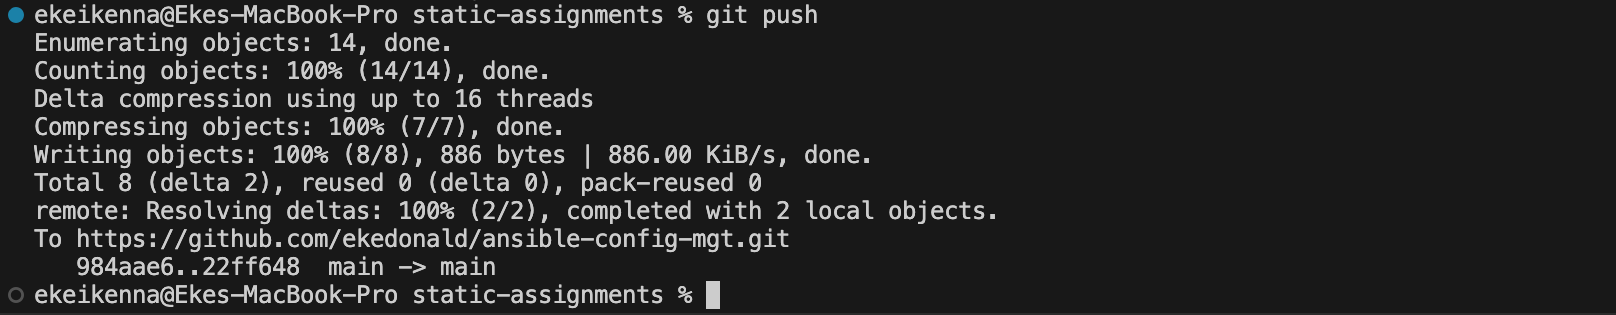 ekeikenna@Ekes-MacBook-Pro static-assignments % git push
Enumerating objects: 14, done.
Counting objects: 100% (14/14), done.
Delta compression using up to 16 threads
Compressing objects: 100% (7/7), done.
Writing objects: 100% (8/8), 886 bytes | 886.00 KiB/s, done.
Total 8 (delta 2), reused 0 (delta 0), pack-reused 0
remote: Resolving deltas: 100% (2/2), completed with 2 local objects.
To https://github.com/ekedonald/ansible-config-mgt.git
   984aae6..22ff648  main -> main
ekeikenna@Ekes-MacBook-Pro static-assignments %